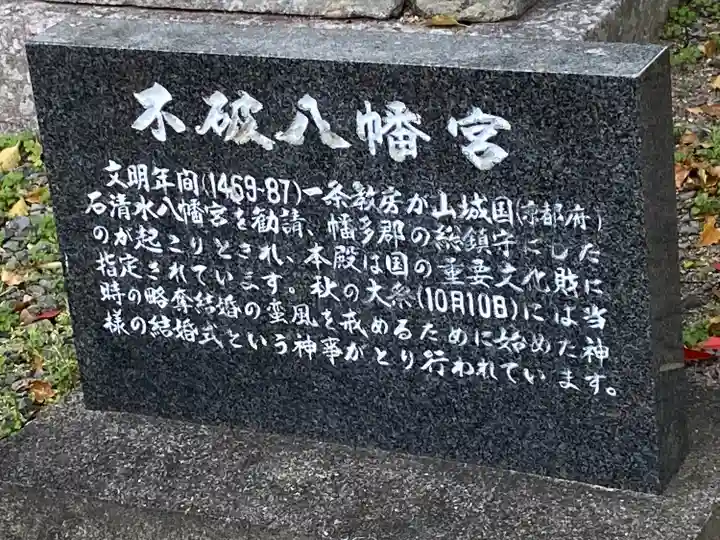 不破八幡宮
文明年間(1469~87)一条教房が山城国(京都府)
石清水八幡宮を勧請、幡多郡の総鎮守にした
のが起こりとされ、本殿は国の重要文化財に
指定されています。秋の大祭(10月10日)には当
時の略奪結婚の蛮風を戒めるために始めた神
様の結婚式という神事がとり行われています。